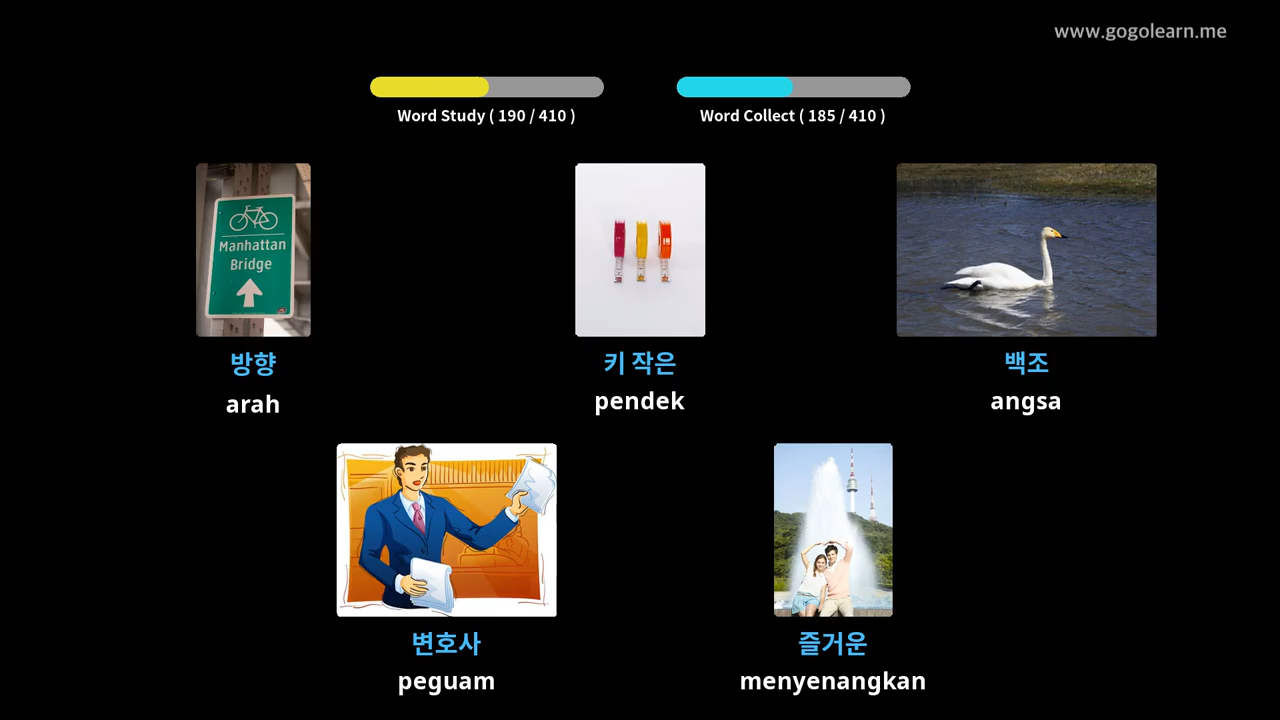 www.gogolearn.me
Word Study ( 190 / 410 )
Word Collect ( 185 / 410 )
Manhattan
Bridge
방향
arah
키 작은
pendek
백조
angsa
변호사
peguam
즐거운
menyenangkan